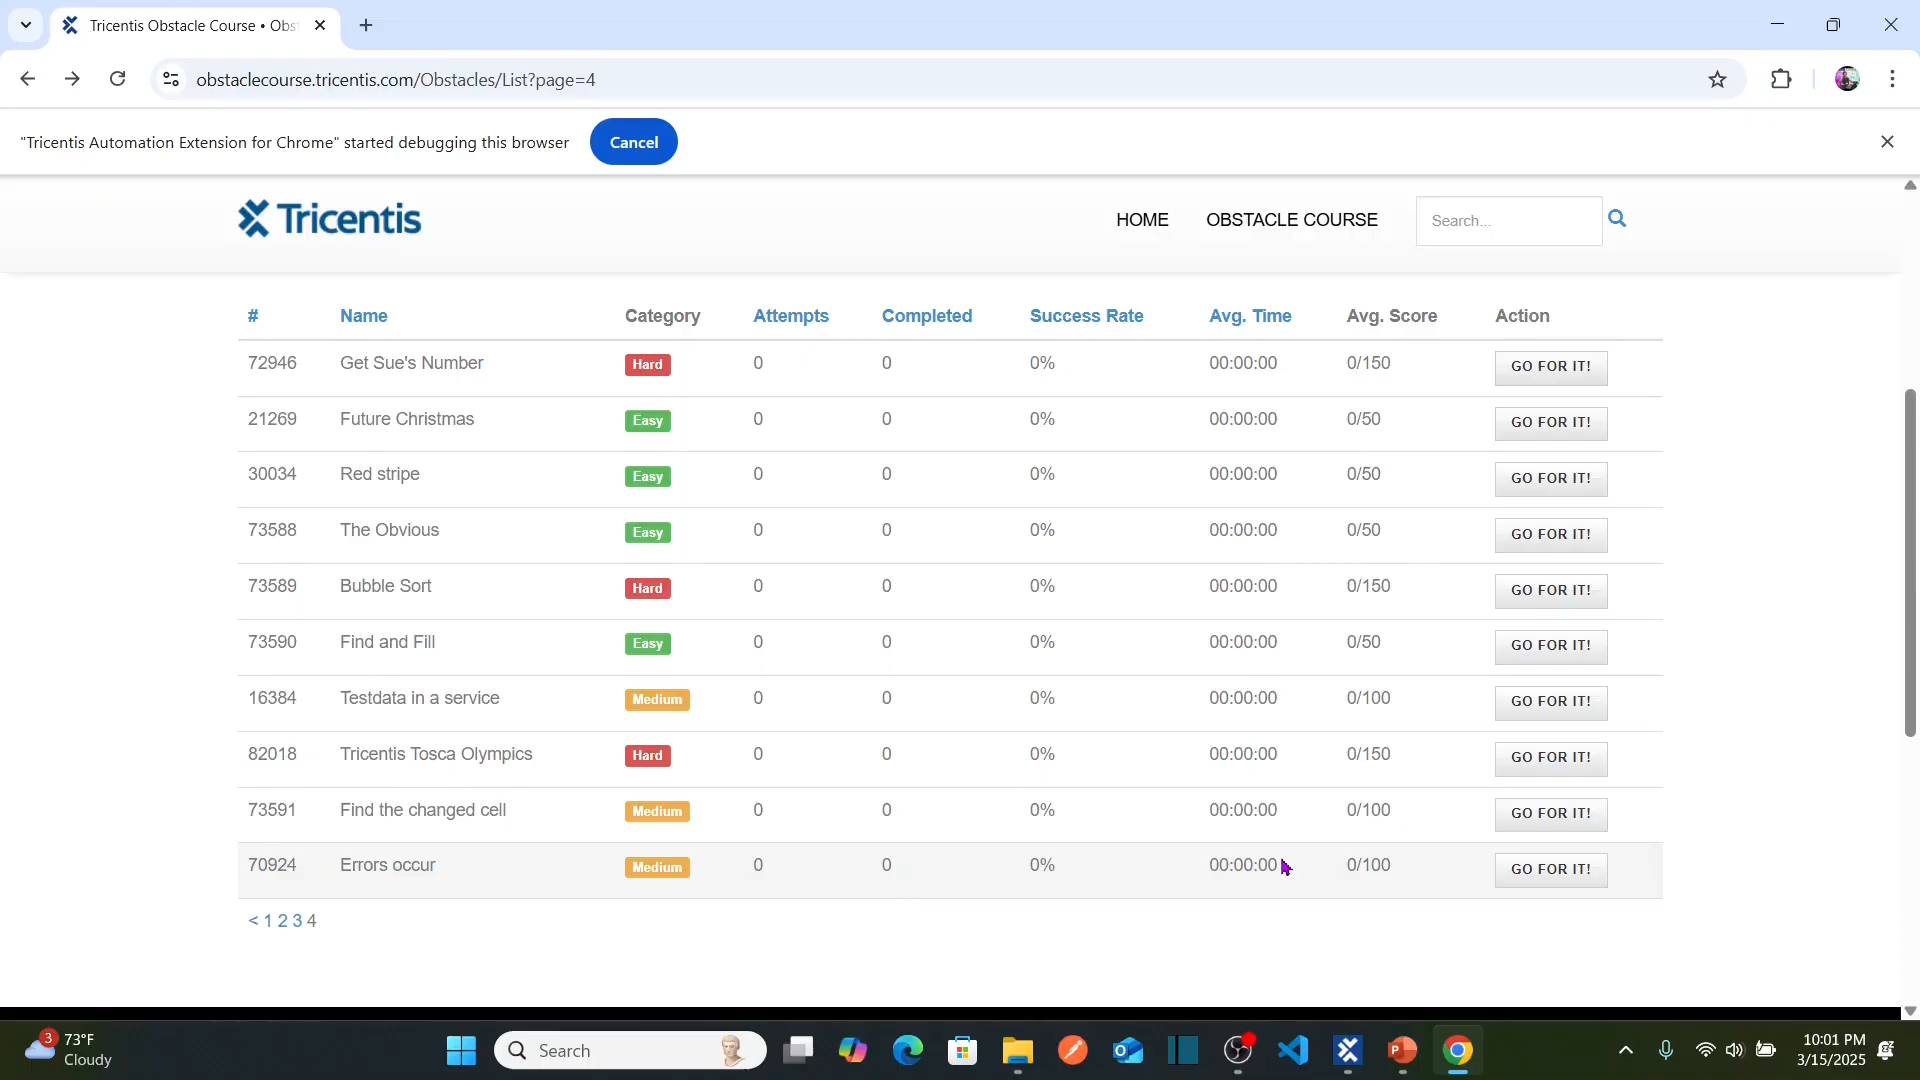 Tricentis Obstacle Course • Obs
obstaclecourse.tricentis.com/Obstacles/List?page=4
"Tricentis Automation Extension for Chrome" started debugging this browser Cancel
Tricentis HOME OBSTACLE COURSE Search...
# Name Category Attempts Completed Success Rate Avg. Time Avg. Score Action
72946 Get Sue's Number Hard 0 0 0% 00:00:00 0/150 GO FOR IT!
21269 Future Christmas Easy 0 0 0% 00:00:00 0/50 GO FOR IT!
30034 Red stripe Easy 0 0 0% 00:00:00 0/50 GO FOR IT!
73588 The Obvious Easy 0 0 0% 00:00:00 0/50 GO FOR IT!
73589 Bubble Sort Hard 0 0 0% 00:00:00 0/150 GO FOR IT!
73590 Find and Fill Easy 0 0 0% 00:00:00 0/50 GO FOR IT!
16384 Testdata in a service Medium 0 0 0% 00:00:00 0/100 GO FOR IT!
82018 Tricentis Tosca Olympics Hard 0 0 0% 00:00:00 0/150 GO FOR IT!
73591 Find the changed cell Medium 0 0 0% 00:00:00 0/100 GO FOR IT!
70924 Errors occur Medium 0 0 0% 00:00:00 0/100 GO FOR IT!
< 1 2 3 4
3 73°F
Cloudy
Search
10:01 PM
3/15/2025